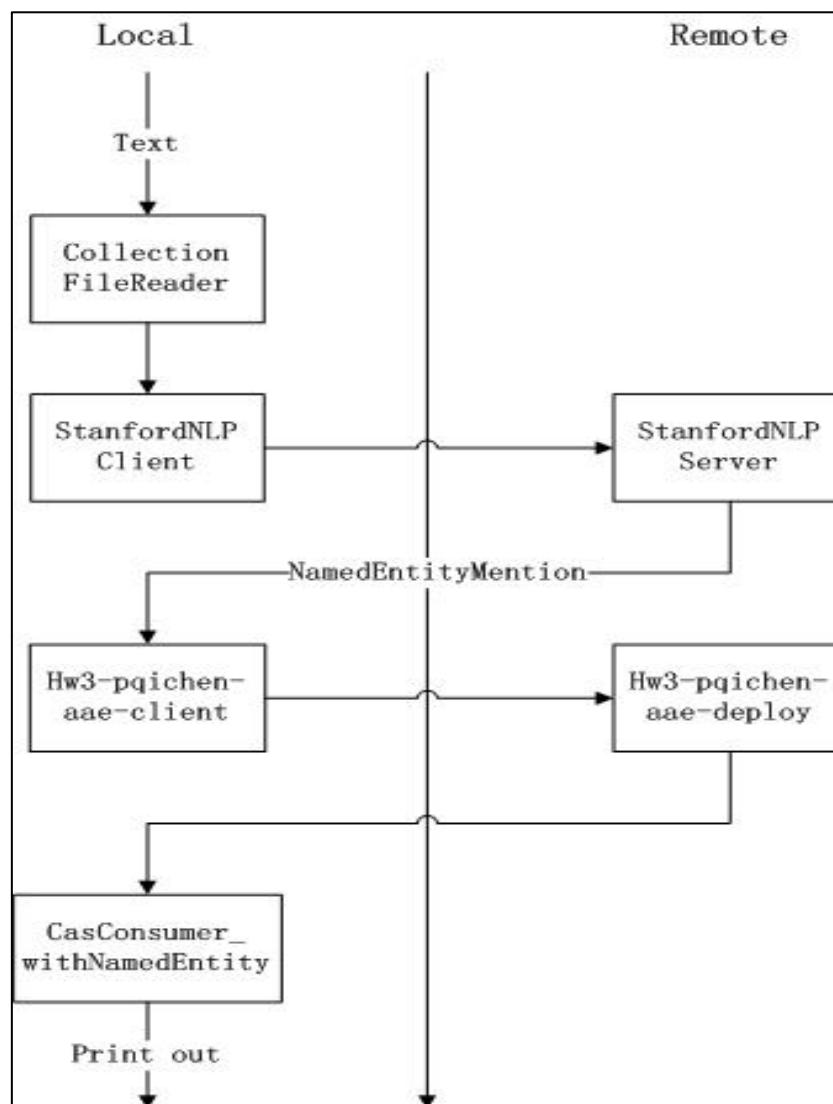 Local
Remote
Text
Collection
FileReader
StanfordNLP
Client
StanfordNLP
Server
NamedEntityMention
Hw3-pqichen-
aae-client
Hw3-pqichen-
aae-deploy
CasConsumer_
withNamedEntity
Print out